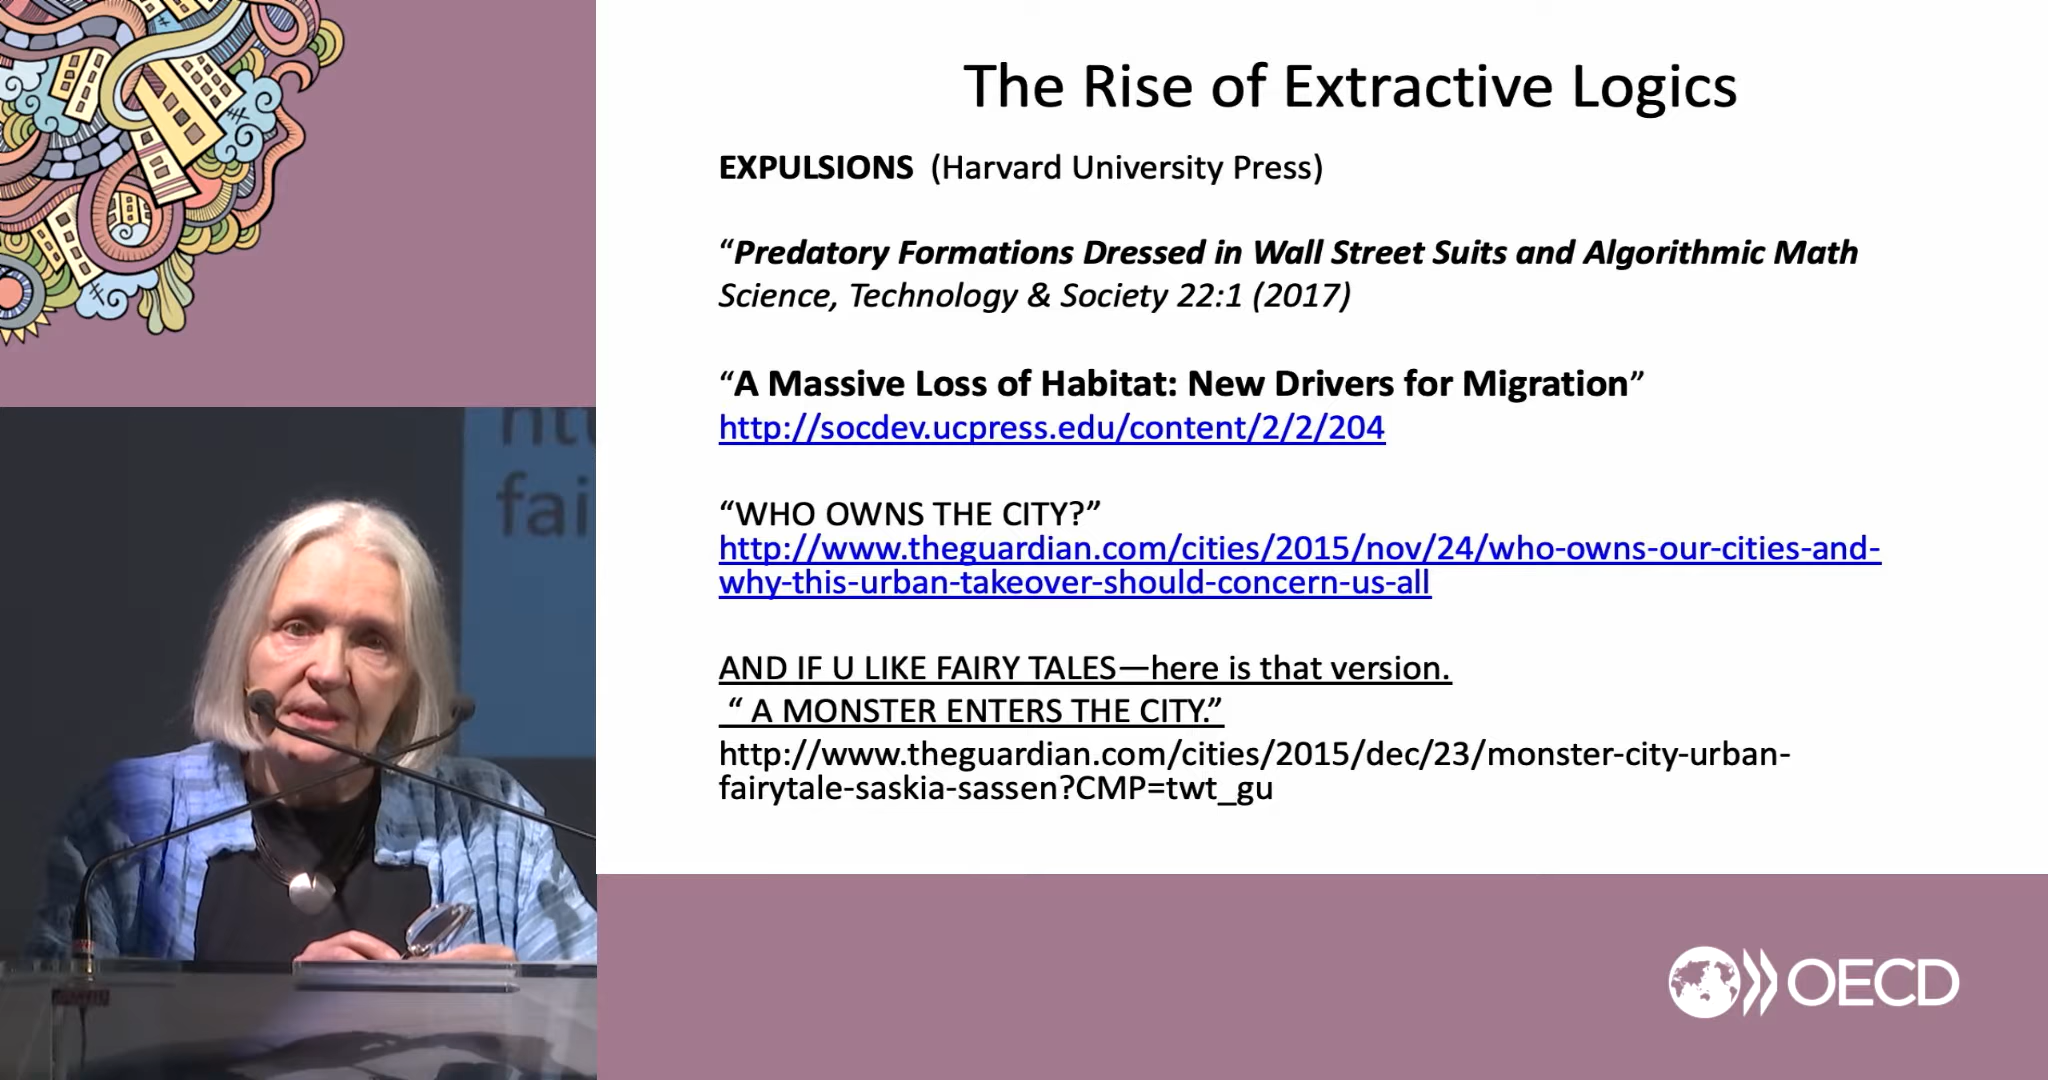 The Rise of Extractive Logics
EXPULSIONS (Harvard University Press)
“Predatory Formations Dressed in Wall Street Suits and Algorithmic Math
Science, Technology & Society 22:1 (2017)
“A Massive Loss of Habitat: New Drivers for Migration”
http://socdev.ucpress.edu/content/2/2/204
“WHO OWNS THE CITY?”
http://www.theguardian.com/cities/2015/nov/24/who-owns-our-cities-and-
why-this-urban-takeover-should-concern-us-all
AND IF U LIKE FAIRY TALES—here is that version.
“ A MONSTER ENTERS THE CITY.”
http://www.theguardian.com/cities/2015/dec/23/monster-city-urban-
fairytale-saskia-sassen?CMP=twt_gu
fai
OECD